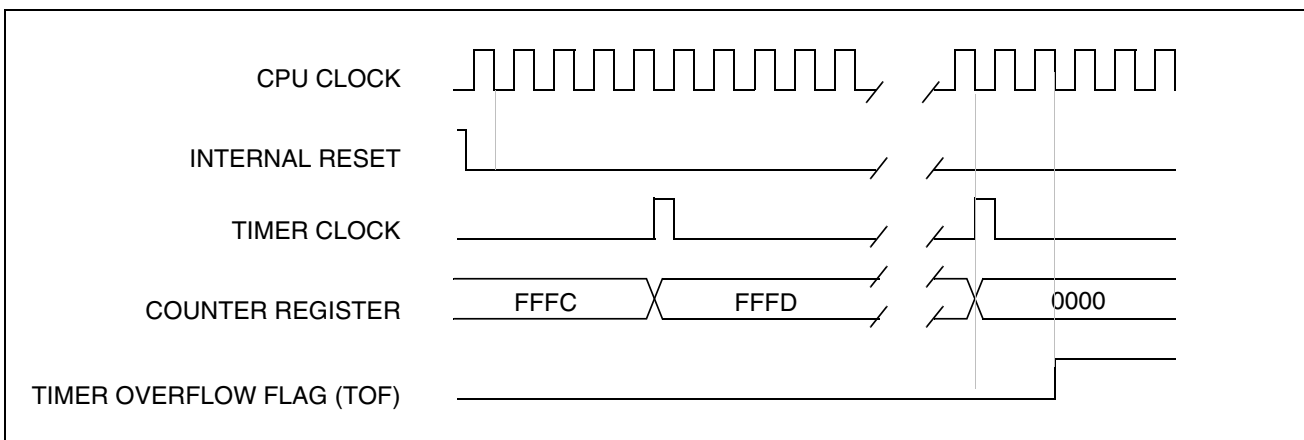 CPU CLOCK
INTERNAL RESET
TIMER CLOCK
COUNTER REGISTER
FFFC
FFFD
0000
TIMER OVERFLOW FLAG (TOF)